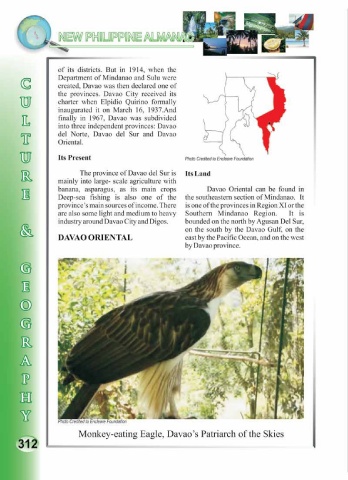 NEW PHILIPPINE ALMANAC
CULTURE & GEOGRAPHY
of its districts. But in 1914, when the
Department of Mindanao and Sulu were
created, Davao was then declared one of
the provinces. Davao City received its
charter when Elpidio Quirino formally
inaugurated it on March 16, 1937.And
finally in 1967, Davao was subdivided
into three independent provinces: Davao
del Norte, Davao del Sur and Davao
Oriental.
Its Present
The province of Davao del Sur is
mainly into large- scale agriculture with
banana, asparagus, as its main crops
Deep-sea fishing is also one of the
province's main sources of income. There
are also some light and medium to heavy
industry around Davao City and Digos.
DAVAO ORIENTAL
Photo Credited to Enclnare Foundation
Its Land
Davao Oriental can be found in
the southeastern section of Mindanao. It
is one of the provinces in Region XI or the
Southern Mindanao Region. It is
bounded on the north by Agusan Del Sur,
on the south by the Davao Gulf, on the
east by the Pacific Ocean, and on the west
by Davao province.
Photo Credited to Enclnare Foundation
Monkey-eating Eagle, Davao's Patriarch of the Skies
312